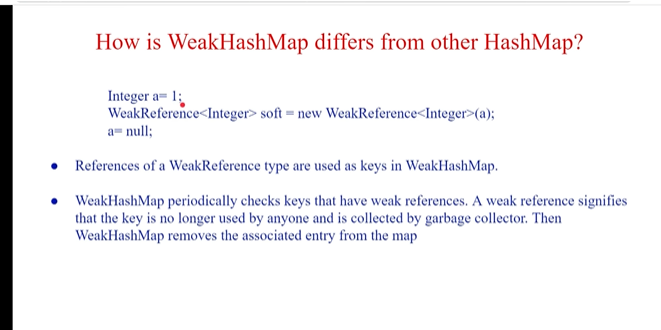 How is WeakHashMap differs from other HashMap?
Integer a= 1;
WeakReference<Integer> soft = new WeakReference<Integer>(a);
a= null;
● References of a WeakReference type are used as keys in WeakHashMap.
● WeakHashMap periodically checks keys that have weak references. A weak reference signifies
that the key is no longer used by anyone and is collected by garbage collector. Then
WeakHashMap removes the associated entry from the map